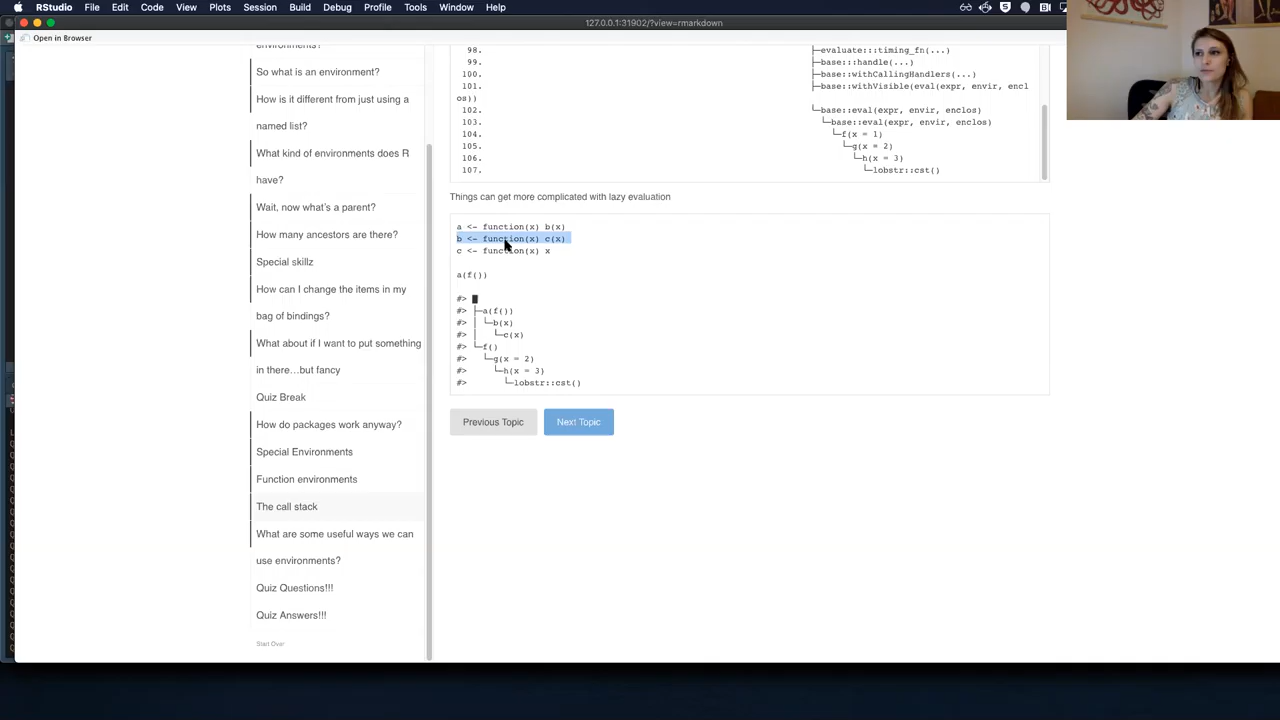 RStudio File Edit Code View Plots Session Build Debug Profile Tools Window Help
127.0.0.1:31902/?view=rmarkdown
Open in Browser
environments?
So what is an environment?
How is it different from just using a
named list?
What kind of environments does R
have?
Wait, now what's a parent?
How many ancestors are there?
Special skillz
How can I change the items in my
bag of bindings?
What about if I want to put something
in there…but fancy
Quiz Break
How do packages work anyway?
Special Environments
Function environments
The call stack
What are some useful ways we can
use environments?
Quiz Questions!!!
Quiz Answers!!!
Start Over
98. ├─evaluate:::timing_fn(...)
99. ├─base:::handle(...)
100. ├─base::withCallingHandlers(...)
101. ├─base::withVisible(eval(expr, envir, encl
os))
102. └─base::eval(expr, envir, enclos)
103. └─base::eval(expr, envir, enclos)
104. └─f(x = 1)
105. └─g(x = 2)
106. └─h(x = 3)
107. └─lobstr::cst()
Things can get more complicated with lazy evaluation
a <- function(x) b(x)
b <- function(x) c(x)
c <- function(x) x
a(f())
#> █
#> ├─a(f())
#> │ └─b(x)
#> │ └─c(x)
#> └─f()
#> └─g(x = 2)
#> └─h(x = 3)
#> └─lobstr::cst()
Previous Topic Next Topic